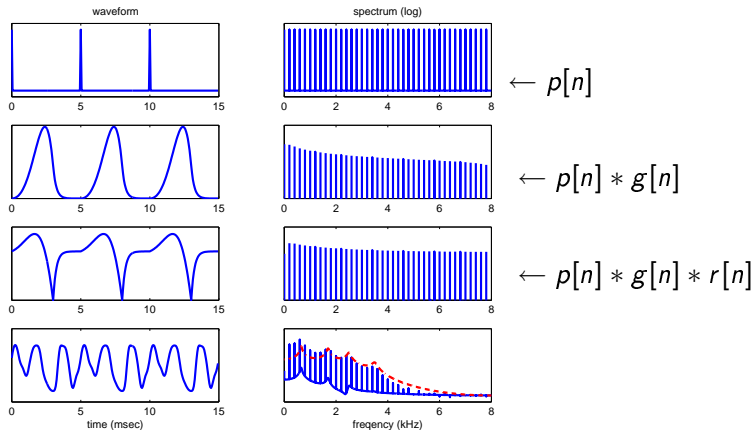 waveform
spectrum (log)
0 5 10 15
0 2 4 6 8
← p[n]
0 5 10 15
0 2 4 6 8
← p[n] ∗ g[n]
0 5 10 15
0 2 4 6 8
← p[n] ∗ g[n] ∗ r[n]
0 5 10 15
time (msec)
0 2 4 6 8
freqency (kHz)